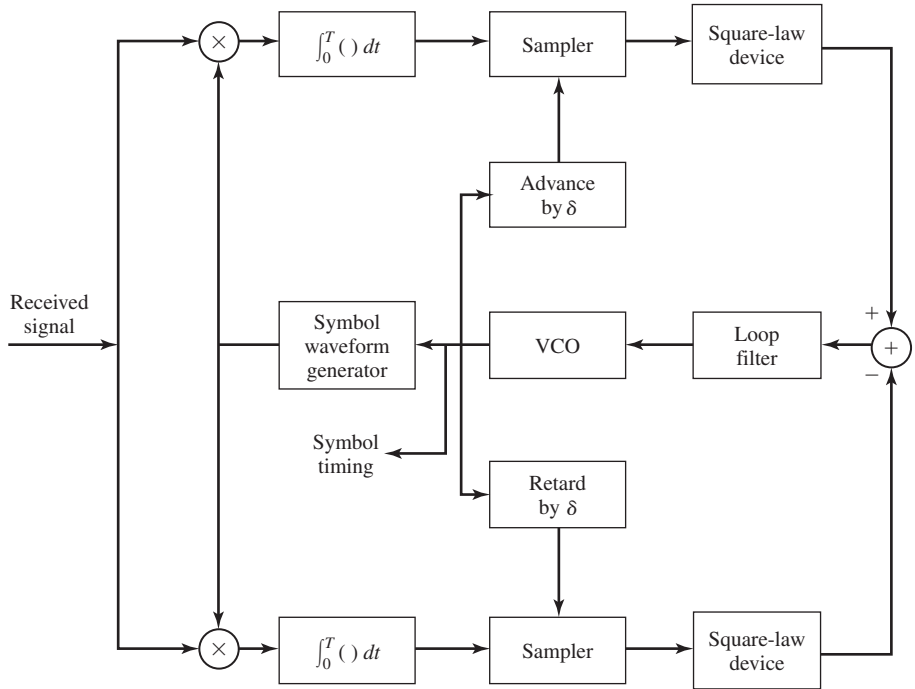 × ∫₀ᵀ ( ) dt Sampler Square-law
device
Advance
by δ
Received
signal
Symbol
waveform
generator
VCO
Loop
filter
+
+
−
Symbol
timing
Retard
by δ
× ∫₀ᵀ ( ) dt Sampler Square-law
device